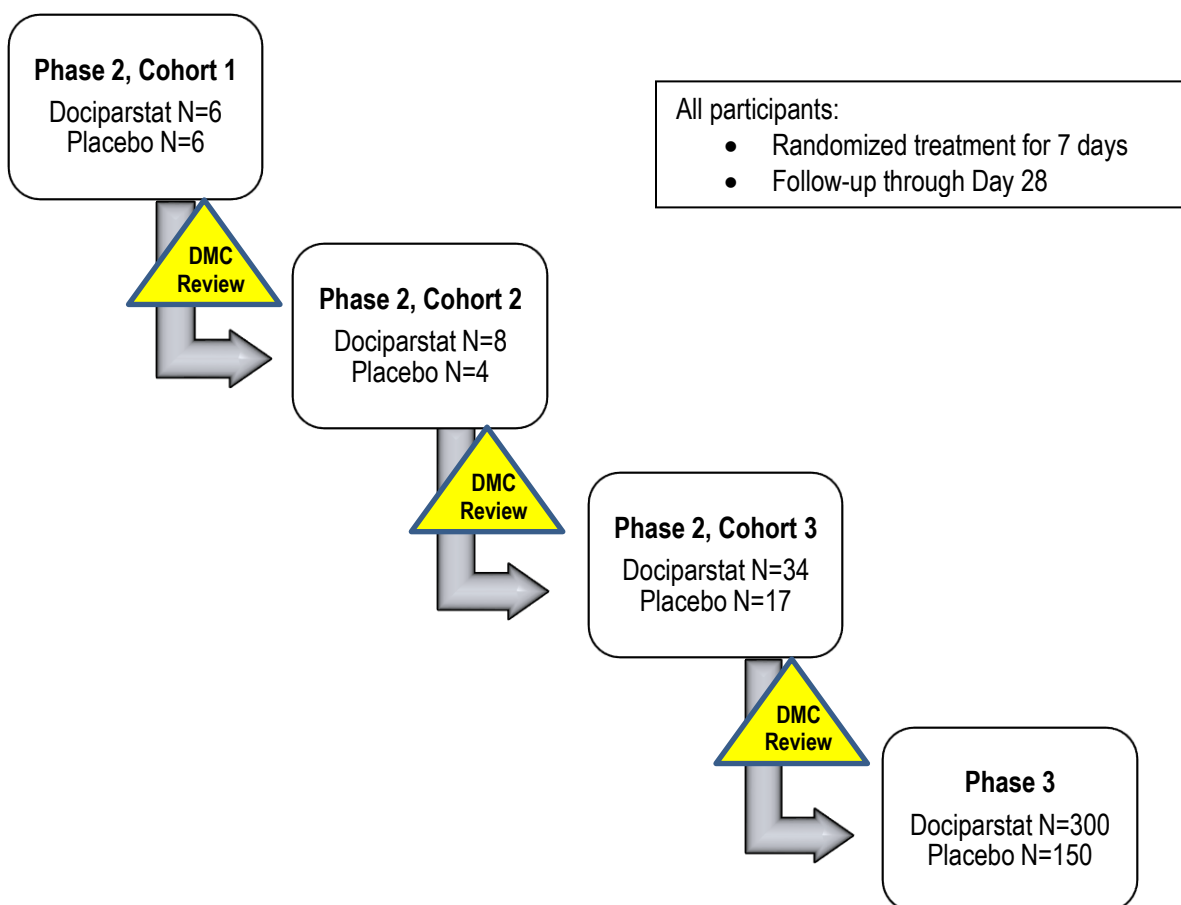 Phase 2, Cohort 1
Dociparstat N=6
Placebo N=6
All participants:
• Randomized treatment for 7 days
• Follow-up through Day 28
DMC
Review
Phase 2, Cohort 2
Dociparstat N=8
Placebo N=4
DMC
Review
Phase 2, Cohort 3
Dociparstat N=34
Placebo N=17
DMC
Review
Phase 3
Dociparstat N=300
Placebo N=150